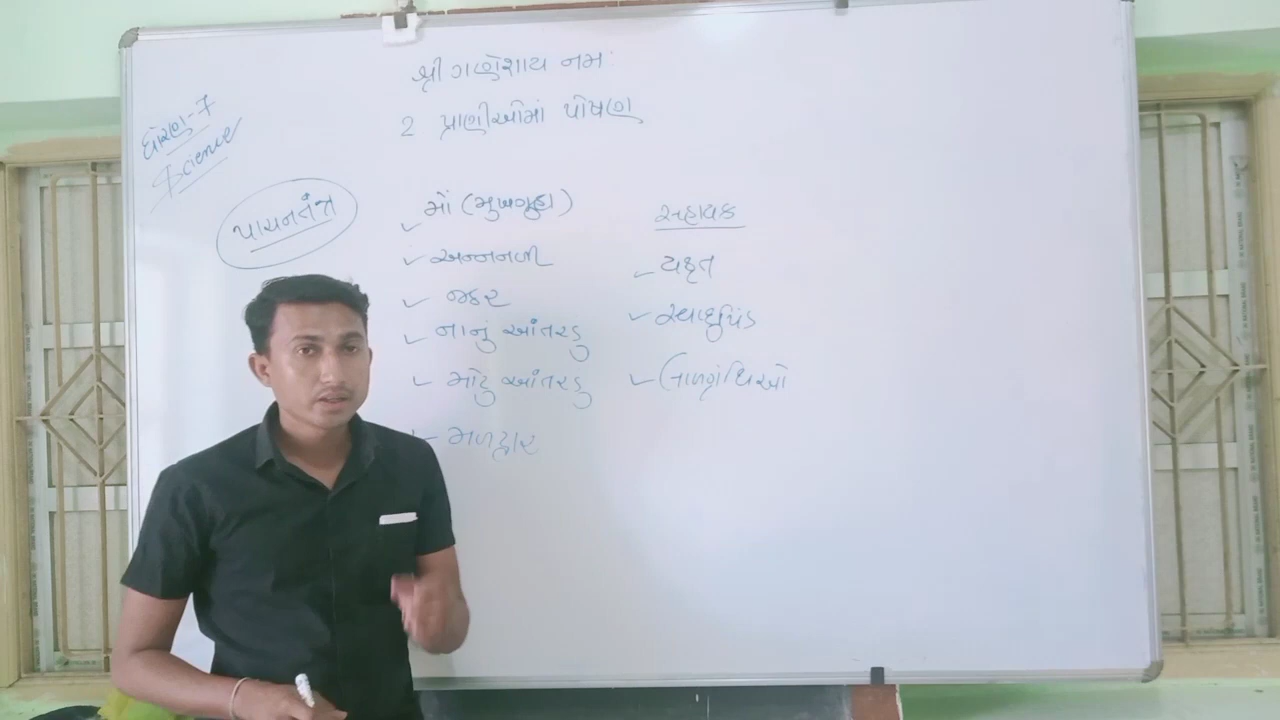 શ્રી ગણેશાય નમઃ
2 પ્રાણીઓમાં પોષણ
ધોરણ-7
Science
પાચનતંત્ર
મોં (મુખગુહા)
અન્નનળી
જઠર
નાનું આંતરડુ
મોટુ આંતરડુ
મળદ્વાર
સહાયક
યકૃત
સ્વાદુપિંડ
લાળગ્રંથિઓ